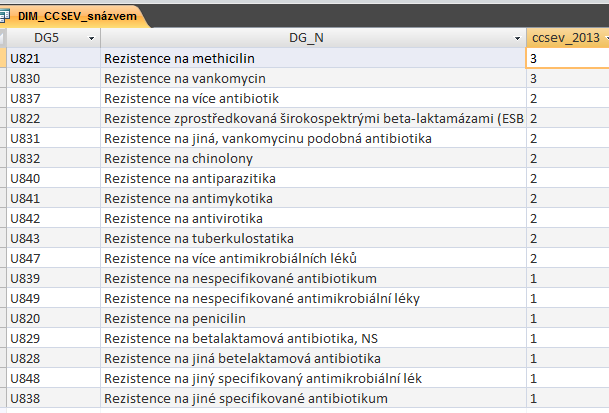 DIM_CCSEV_snázvem
DG5 DG_N ccsev_2013
U821 Rezistence na methicilin 3
U830 Rezistence na vankomycin 3
U837 Rezistence na více antibiotik 2
U822 Rezistence zprostředkovaná širokospektrými beta-laktamázami (ESB 2
U831 Rezistence na jiná, vankomycinu podobná antibiotika 2
U832 Rezistence na chinolony 2
U840 Rezistence na antiparazitika 2
U841 Rezistence na antimykotika 2
U842 Rezistence na antivirotika 2
U843 Rezistence na tuberkulostatika 2
U847 Rezistence na více antimikrobiálních léků 2
U839 Rezistence na nespecifikované antibiotikum 1
U849 Rezistence na nespecifikované antimikrobiální léky 1
U820 Rezistence na penicilin 1
U829 Rezistence na betalaktamová antibiotika, NS 1
U828 Rezistence na jiná betelaktamová antibiotika 1
U848 Rezistence na jiný specifikovaný antimikrobiální lék 1
U838 Rezistence na jiné specifikované antibiotikum 1